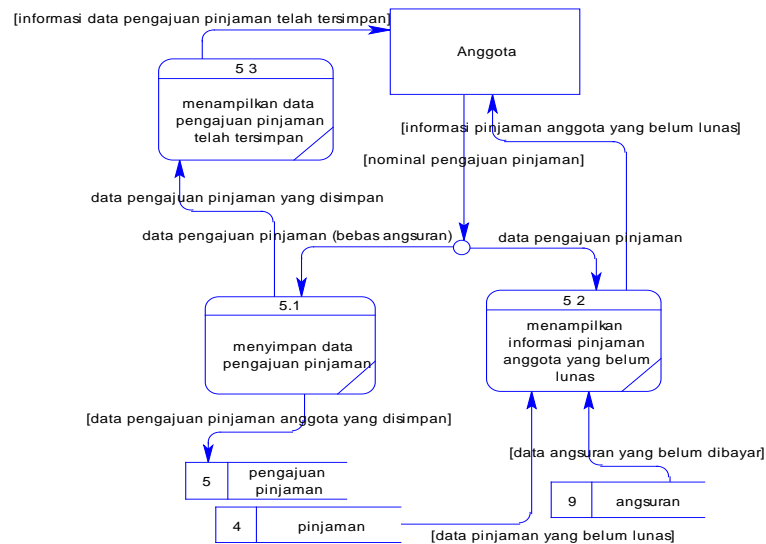 [informasi data pengajuan pinjaman telah tersimpan]
Anggota
5 3
menampilkan data
pengajuan pinjaman
telah tersimpan
[informasi pinjaman anggota yang belum lunas]
[nominal pengajuan pinjaman]
data pengajuan pinjaman yang disimpan
data pengajuan pinjaman (bebas angsuran)
data pengajuan pinjaman
5.1
menyimpan data
pengajuan pinjaman
5 2
menampilkan
informasi pinjaman
anggota yang belum
lunas
[data pengajuan pinjaman anggota yang disimpan]
[data angsuran yang belum dibayar]
5
pengajuan
pinjaman
9
angsuran
4
pinjaman
[data pinjaman yang belum lunas]